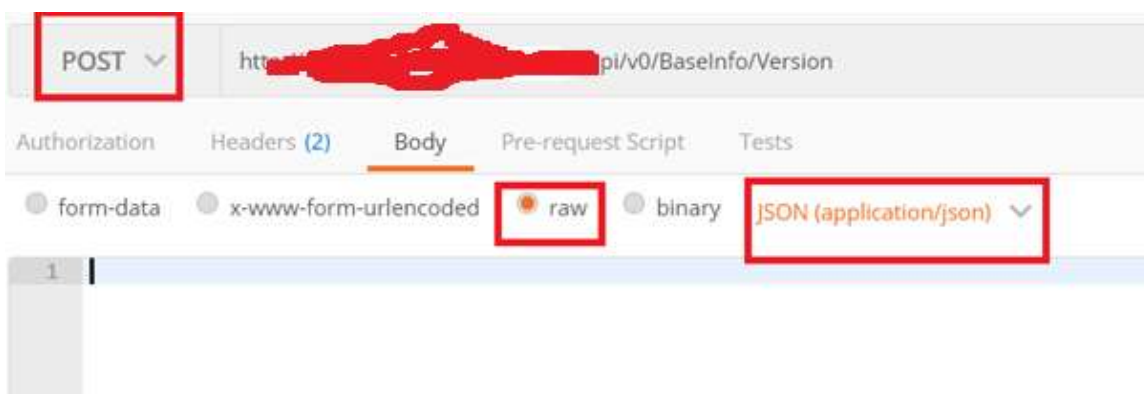 POST htt pi/v0/BaseInfo/Version
Authorization Headers (2) Body Pre-request Script Tests
form-data x-www-form-urlencoded raw binary JSON (application/json)
1